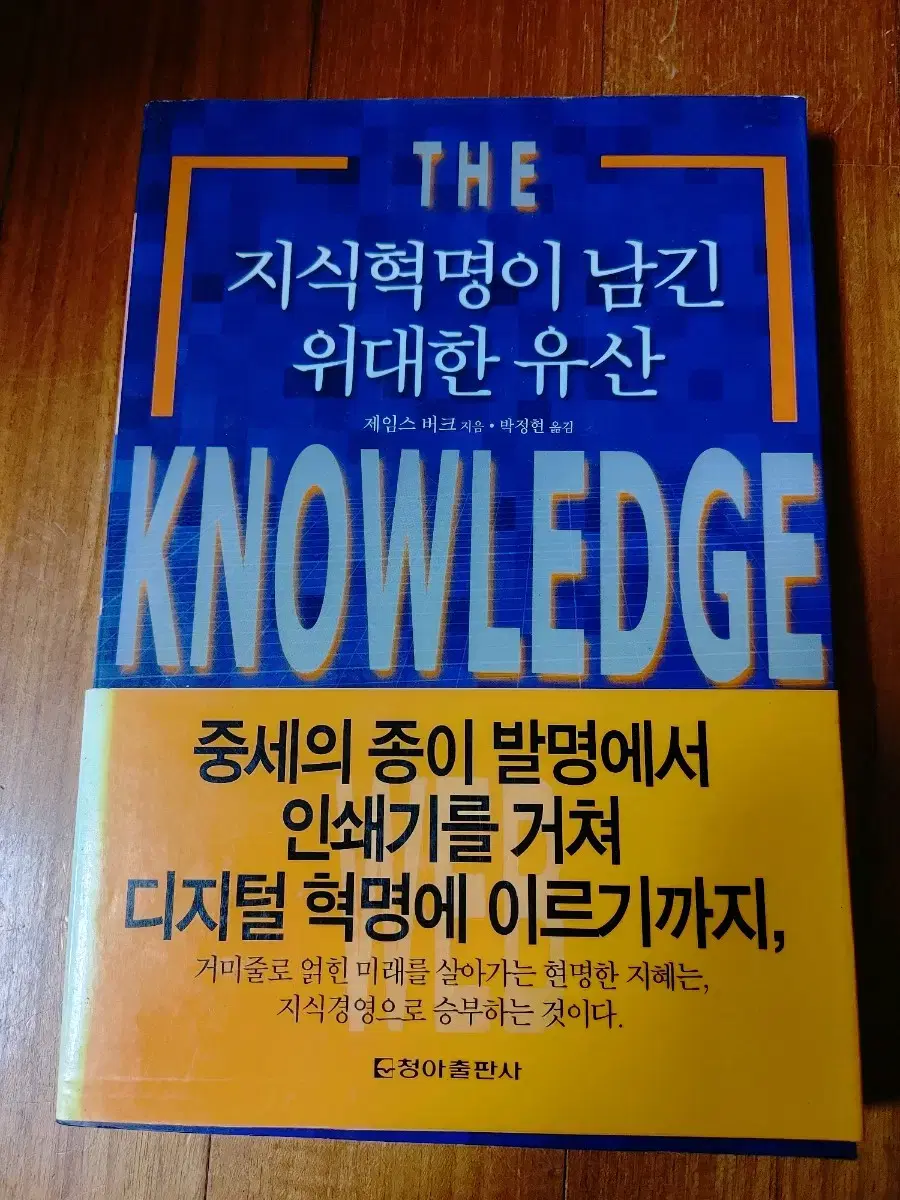 THE
지식혁명이 남긴
위대한 유산
제임스 버크 지음 • 박정현 옮김
KNOWLEDGE
WEB
중세의 종이 발명에서
인쇄기를 거쳐
디지털 혁명에 이르기까지,
거미줄로 얽힌 미래를 살아가는 현명한 지혜는,
지식경영으로 승부하는 것이다.
청아출판사